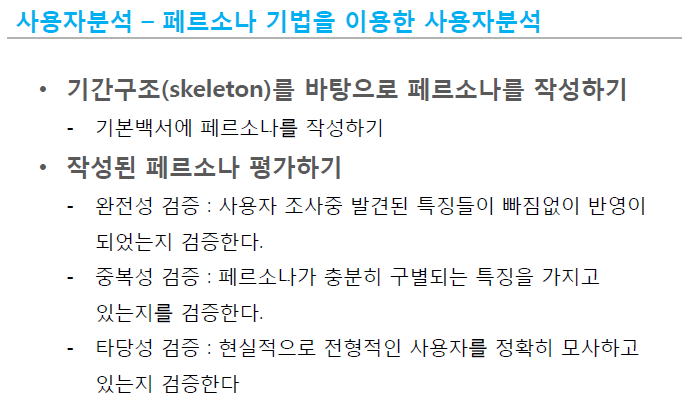 사용자분석 – 페르소나 기법을 이용한 사용자분석
• 기간구조(skeleton)를 바탕으로 페르소나를 작성하기
- 기본백서에 페르소나를 작성하기
• 작성된 페르소나 평가하기
- 완전성 검증 : 사용자 조사중 발견된 특징들이 빠짐없이 반영이
되었는지 검증한다.
- 중복성 검증 : 페르소나가 충분히 구별되는 특징을 가지고
있는지를 검증한다.
- 타당성 검증 : 현실적으로 전형적인 사용자를 정확히 모사하고
있는지 검증한다